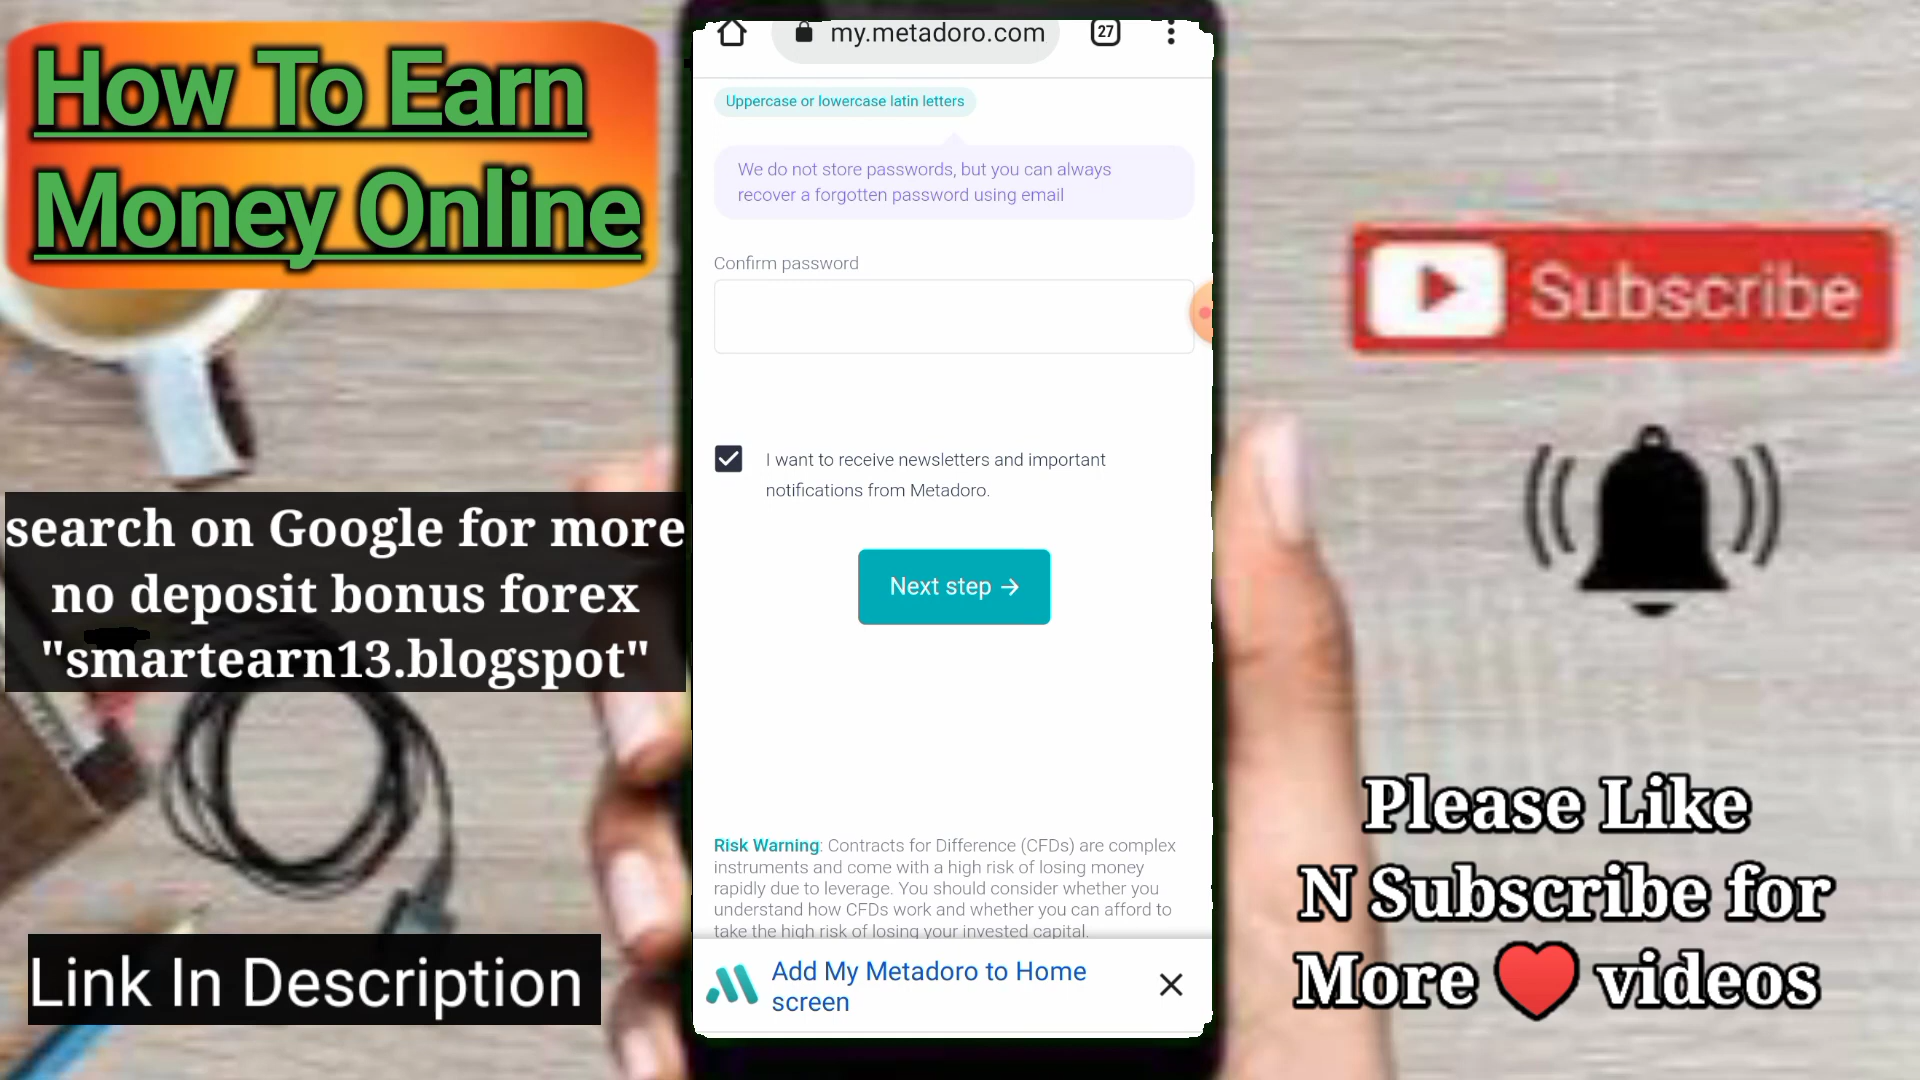 How To Earn
Money Online
search on Google for more
no deposit bonus forex
"smartearn13.blogspot"
Link In Description
my.metadoro.com
27
Uppercase or lowercase latin letters
We do not store passwords, but you can always
recover a forgotten password using email
Confirm password
I want to receive newsletters and important
notifications from Metadoro.
Next step →
Risk Warning: Contracts for Difference (CFDs) are complex
instruments and come with a high risk of losing money
rapidly due to leverage. You should consider whether you
understand how CFDs work and whether you can afford to
take the high risk of losing your invested capital.
Add My Metadoro to Home
screen
Subscribe
Please Like
N Subscribe for
More ❤️ videos